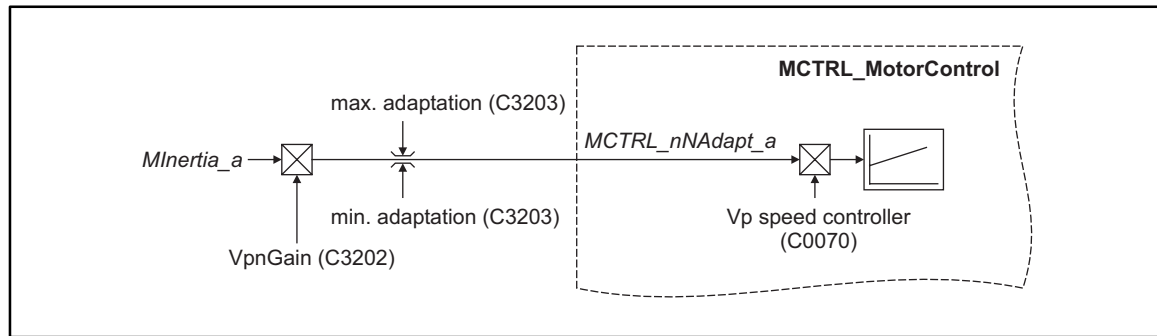 MCTRL_MotorControl
max. adaptation (C3203)
MInertia_a
MCTRL_nNAdapt_a
min. adaptation (C3203)
Vp speed controller
(C0070)
VpnGain (C3202)